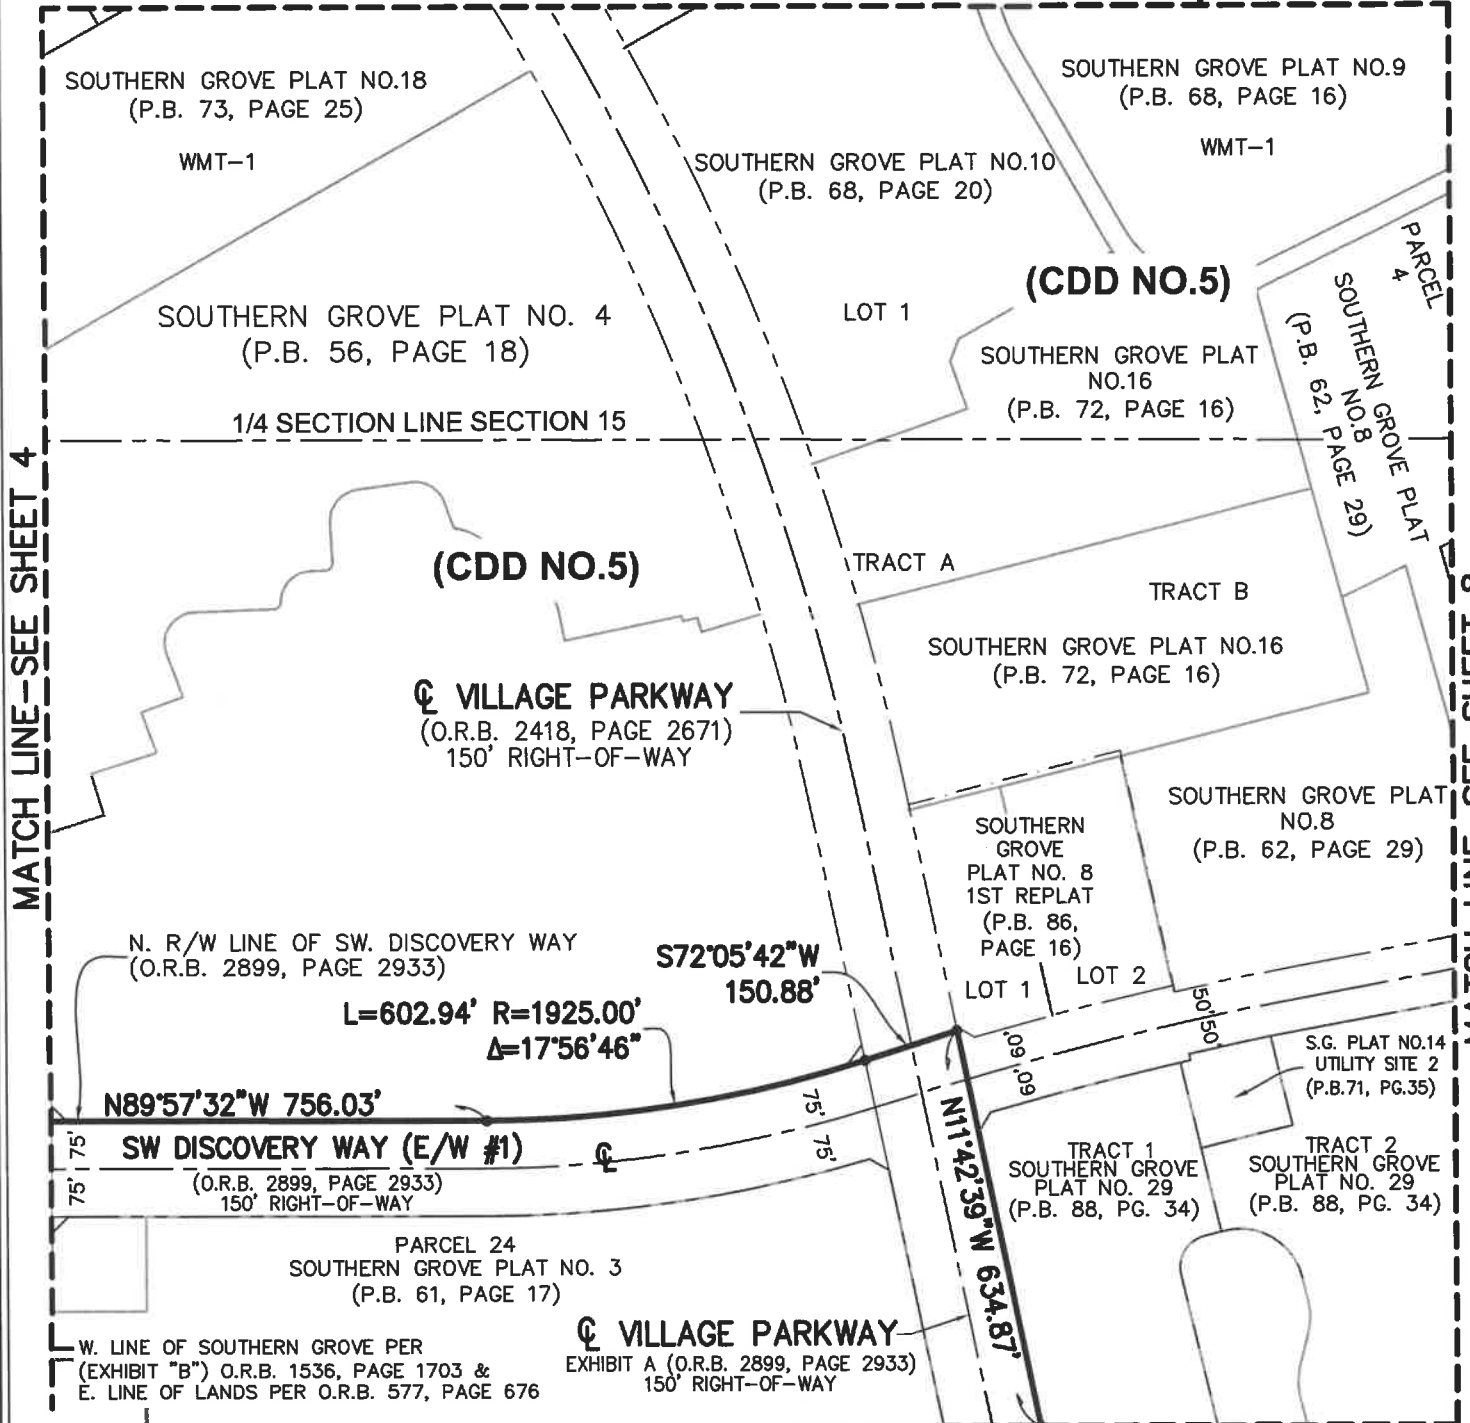 SOUTHERN GROVE PLAT NO.18
(P.B. 73, PAGE 25)
WMT-1
SOUTHERN GROVE PLAT NO.9
(P.B. 68, PAGE 16)
WMT-1
SOUTHERN GROVE PLAT NO.10
(P.B. 68, PAGE 20)
PARCEL
4
(CDD NO.5)
SOUTHERN GROVE PLAT NO. 4
(P.B. 56, PAGE 18)
LOT 1
SOUTHERN GROVE PLAT
NO.16
(P.B. 72, PAGE 16)
SOUTHERN GROVE PLAT
NO.8
(P.B. 62, PAGE 29)
1/4 SECTION LINE SECTION 15
MATCH LINE-SEE SHEET 4
(CDD NO.5)
TRACT A
TRACT B
SOUTHERN GROVE PLAT NO.16
(P.B. 72, PAGE 16)
℄ VILLAGE PARKWAY
(O.R.B. 2418, PAGE 2671)
150' RIGHT-OF-WAY
SOUTHERN GROVE PLAT
NO.8
(P.B. 62, PAGE 29)
SOUTHERN
GROVE
PLAT NO. 8
1ST REPLAT
(P.B. 86,
PAGE 16)
LOT 1
LOT 2
N. R/W LINE OF SW. DISCOVERY WAY
(O.R.B. 2899, PAGE 2933)
S72°05'42"W
150.88'
L=602.94' R=1925.00'
Δ=17°56'46"
50'
50'
60'
60'
S.G. PLAT NO.14
UTILITY SITE 2
(P.B.71, PG.35)
N89°57'32"W 756.03'
75'
75'
75'
75'
SW DISCOVERY WAY (E/W #1)
℄
(O.R.B. 2899, PAGE 2933)
150' RIGHT-OF-WAY
N11°42'39"W 634.87'
TRACT 1
SOUTHERN GROVE
PLAT NO. 29
(P.B. 88, PG. 34)
TRACT 2
SOUTHERN GROVE
PLAT NO. 29
(P.B. 88, PG. 34)
PARCEL 24
SOUTHERN GROVE PLAT NO. 3
(P.B. 61, PAGE 17)
W. LINE OF SOUTHERN GROVE PER
(EXHIBIT "B") O.R.B. 1536, PAGE 1703 &
E. LINE OF LANDS PER O.R.B. 577, PAGE 676
℄ VILLAGE PARKWAY
EXHIBIT A (O.R.B. 2899, PAGE 2933)
150' RIGHT-OF-WAY